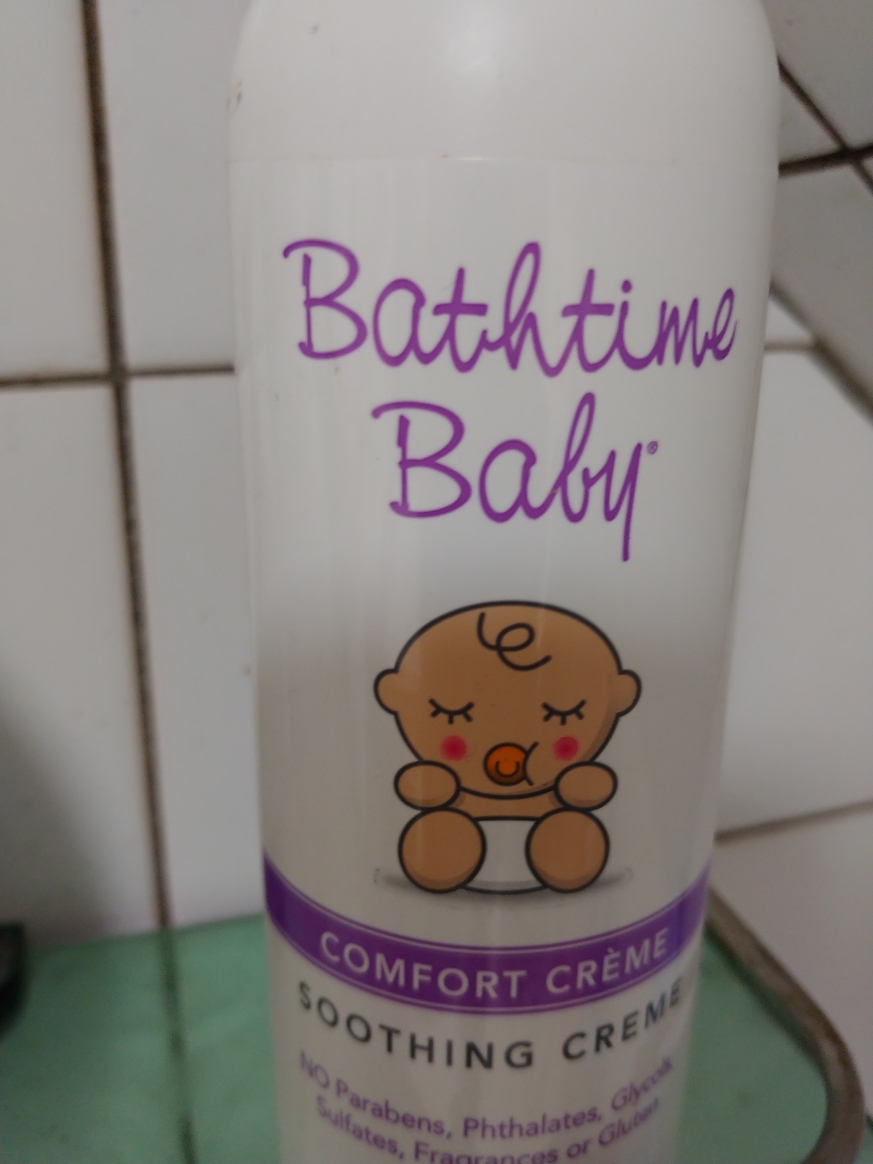 Bathtime
Baby®
COMFORT CRÈME
SOOTHING CREME
NO Parabens, Phthalates, Glycols
Sulfates, Fragrances or Gluten